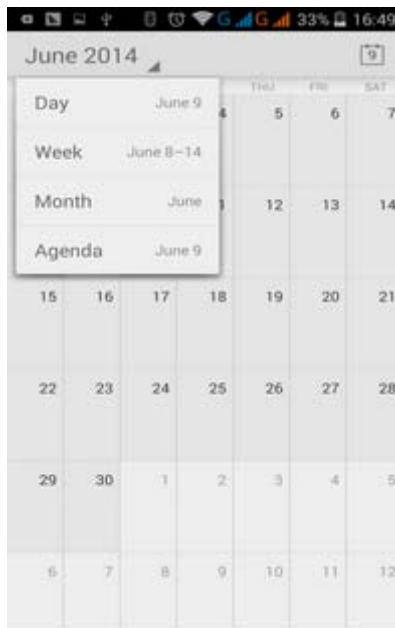 G G 33% 16:49
June 2014 9
THU FRI SAT
Day June 9
4 5 6 7
Week June 8–14
Month June
1 12 13 14
Agenda June 9
15 16 17 18 19 20 21
22 23 24 25 26 27 28
29 30 1 2 3 4 5
6 7 8 9 10 11 12